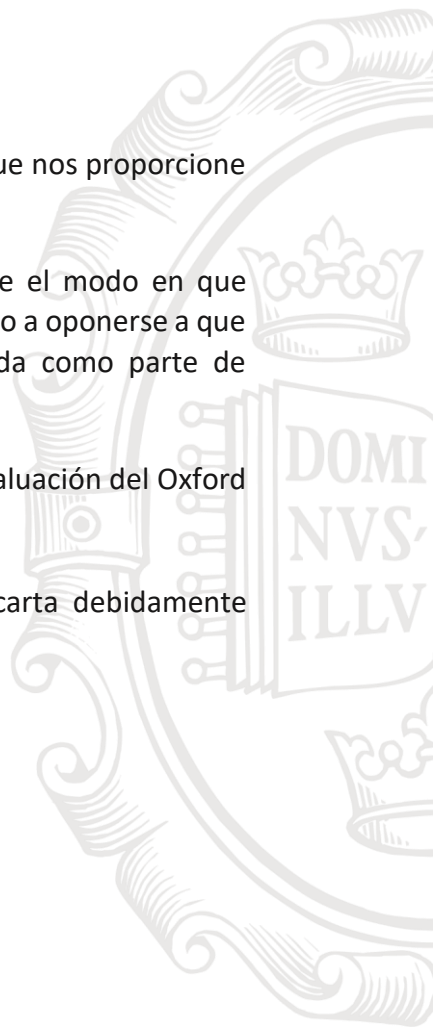 ue nos proporcione
e el modo en que
o a oponerse a que
da como parte de
aluación del Oxford
carta debidamente
DOMI
NVS
ILLV